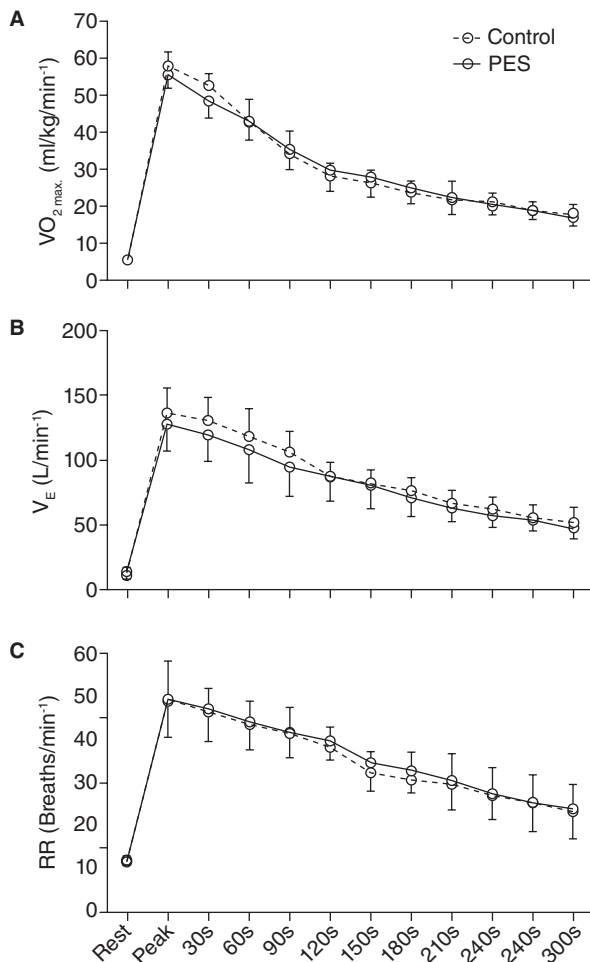 A
VO2 max. (ml/kg/min-1)
70
60
50
40
30
20
10
0
Control
PES
B
VE (L/min-1)
200
150
100
50
0
C
RR (Breaths/min-1)
60
50
40
30
20
10
0
Rest Peak 30s 60s 90s 120s 150s 180s 210s 240s 240s 300s